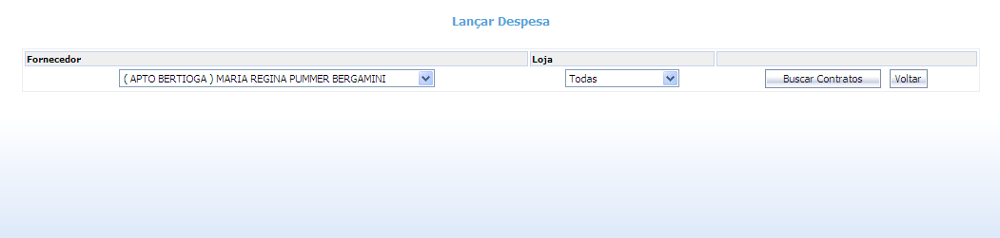 Lançar Despesa
Fornecedor Loja
( APTO BERTIOGA ) MARIA REGINA PUMMER BERGAMINI Todas Buscar Contratos Voltar